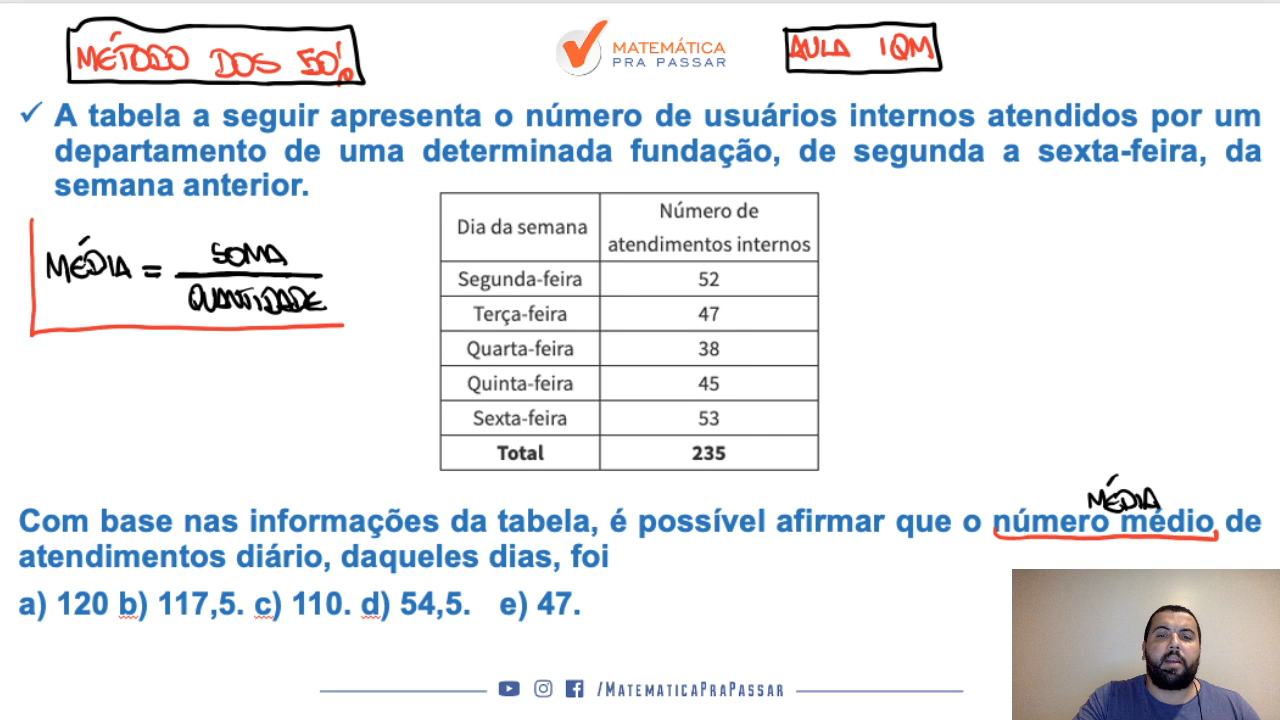 MÉTODO DOS 50!
MATEMÁTICA
PRA PASSAR
AULA 1QM
A tabela a seguir apresenta o número de usuários internos atendidos por um
departamento de uma determinada fundação, de segunda a sexta-feira, da
semana anterior.
MÉDIA = SOMA
QUANTIDADE
Dia da semana Número de
atendimentos internos
Segunda-feira 52
Terça-feira 47
Quarta-feira 38
Quinta-feira 45
Sexta-feira 53
Total 235
MÉDIA
Com base nas informações da tabela, é possível afirmar que o número médio de
atendimentos diário, daqueles dias, foi
a) 120 b) 117,5. c) 110. d) 54,5. e) 47.
/MATEMATICAPRAPASSAR